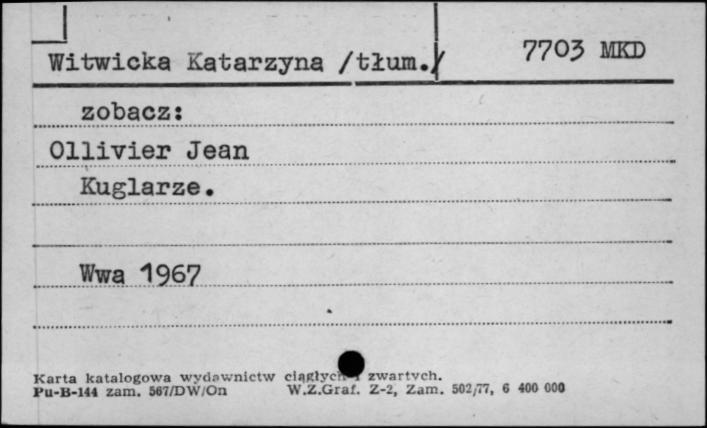 Witwicka Katarzyna /tłum./ 7703 MKD
zobacz:
Ollivier Jean
Kuglarze.
Wwa 1967
Karta katalogowa wydawnictw ciągłych i zwartych.
Pu-B-144 zam. 567/DW/On W.Z.Graf. Z-2, Zam. 502/77, 6 400 000